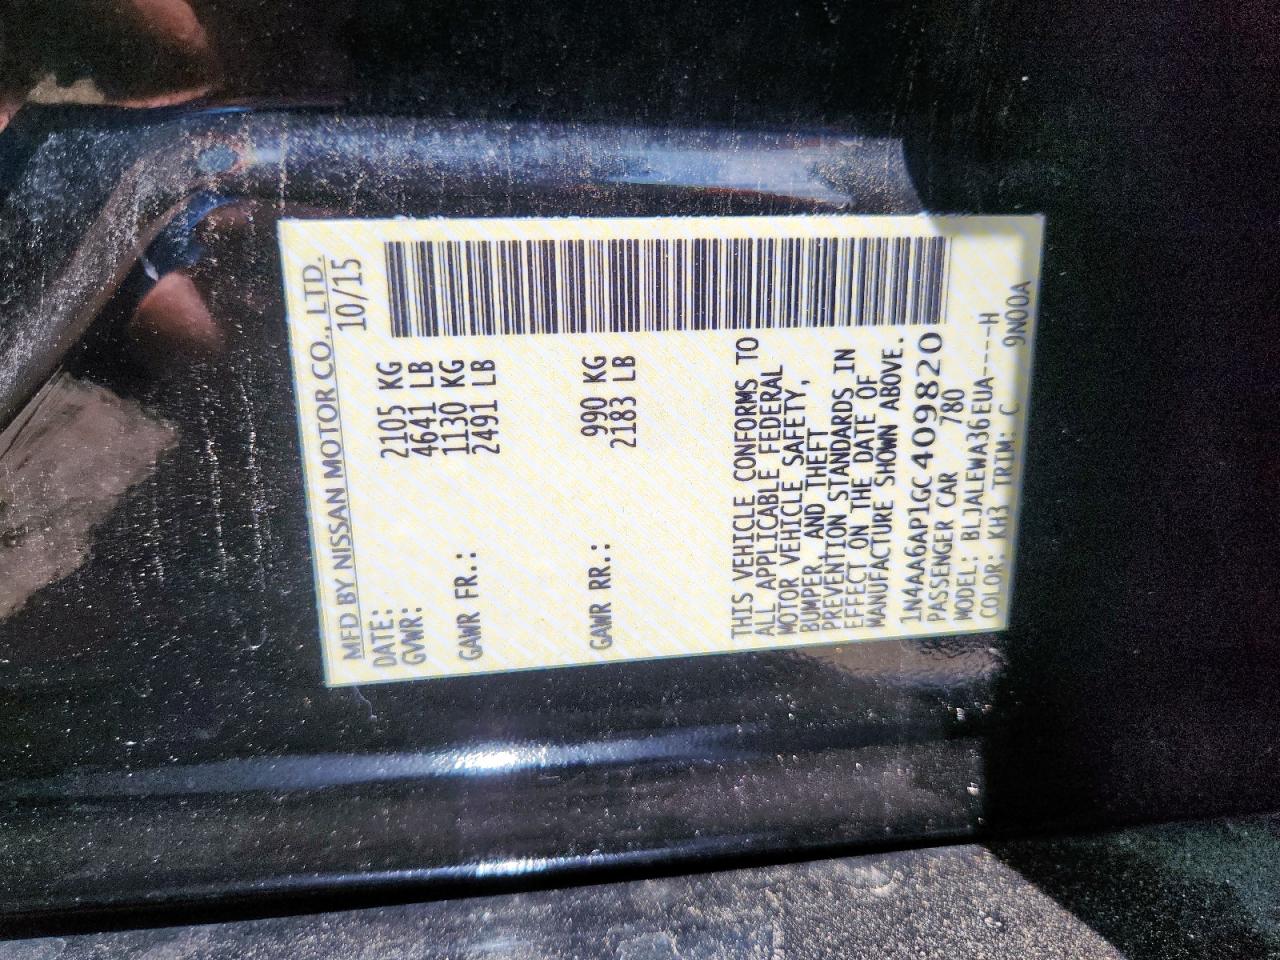 MFD BY NISSAN MOTOR CO., LTD.
DATE: 10/15
GVWR: 2105 KG
4641 LB
GAWR FR.: 1130 KG
2491 LB
GAWR RR.: 990 KG
2183 LB
THIS VEHICLE CONFORMS TO
ALL APPLICABLE FEDERAL
MOTOR VEHICLE SAFETY,
BUMPER, AND THEFT
PREVENTION STANDARDS IN
EFFECT ON THE DATE OF
MANUFACTURE SHOWN ABOVE.
1N4AA6AP1GC409820
PASSENGER CAR 780
MODEL: BLJALEWA36EUA----H
COLOR: KH3 TRIM: C 9N00A